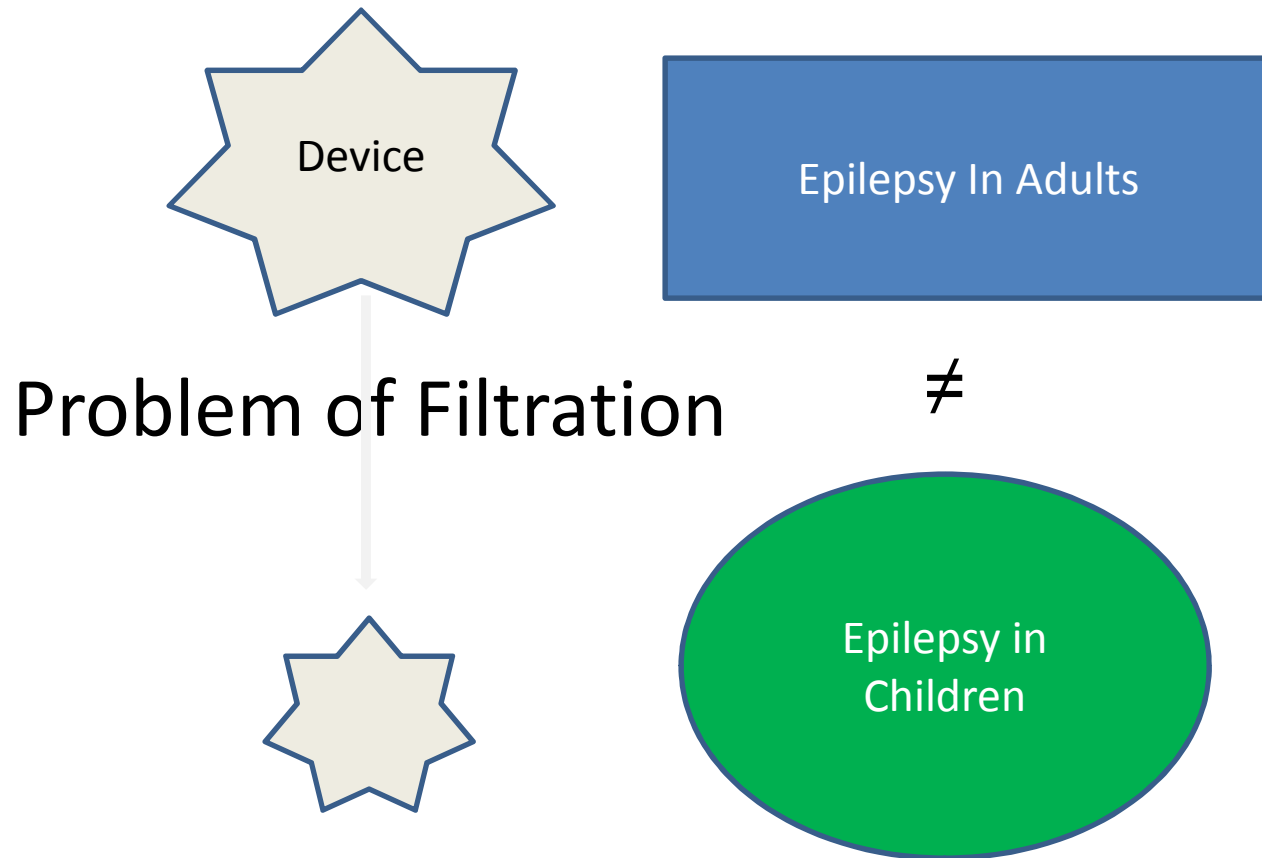 Device
Epilepsy In Adults
Problem of Filtration
≠
Epilepsy in
Children